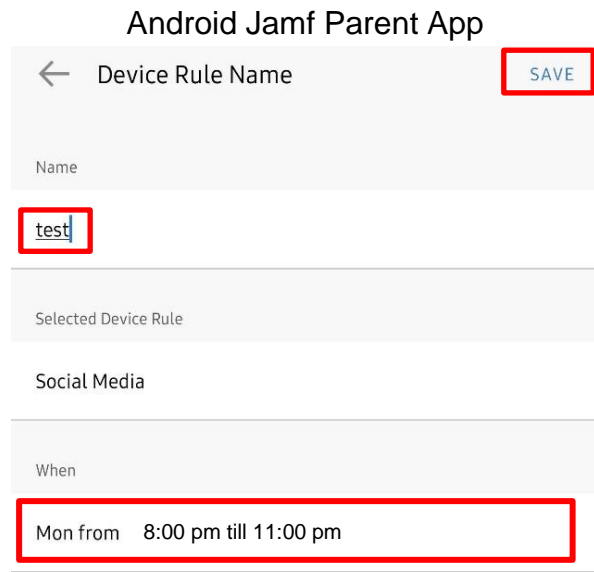 Android Jamf Parent App
← Device Rule Name SAVE
Name
test
Selected Device Rule
Social Media
When
Mon from 8:00 pm till 11:00 pm